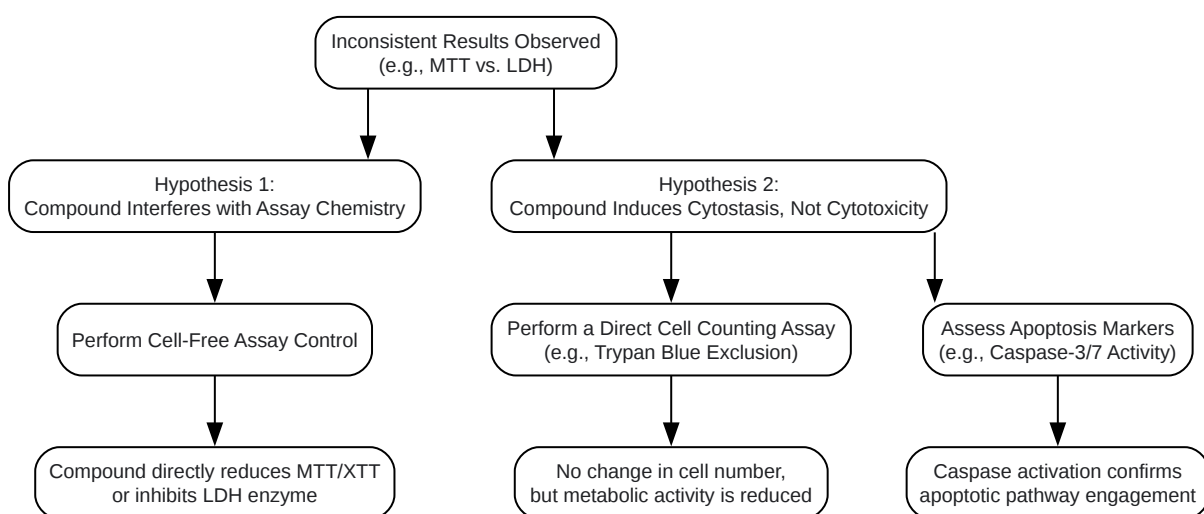 Inconsistent Results Observed
(e.g., MTT vs. LDH)
Hypothesis 1:
Compound Interferes with Assay Chemistry
Hypothesis 2:
Compound Induces Cytostasis, Not Cytotoxicity
Perform Cell-Free Assay Control
Perform a Direct Cell Counting Assay
(e.g., Trypan Blue Exclusion)
Assess Apoptosis Markers
(e.g., Caspase-3/7 Activity)
Compound directly reduces MTT/XTT
or inhibits LDH enzyme
No change in cell number,
but metabolic activity is reduced
Caspase activation confirms
apoptotic pathway engagement